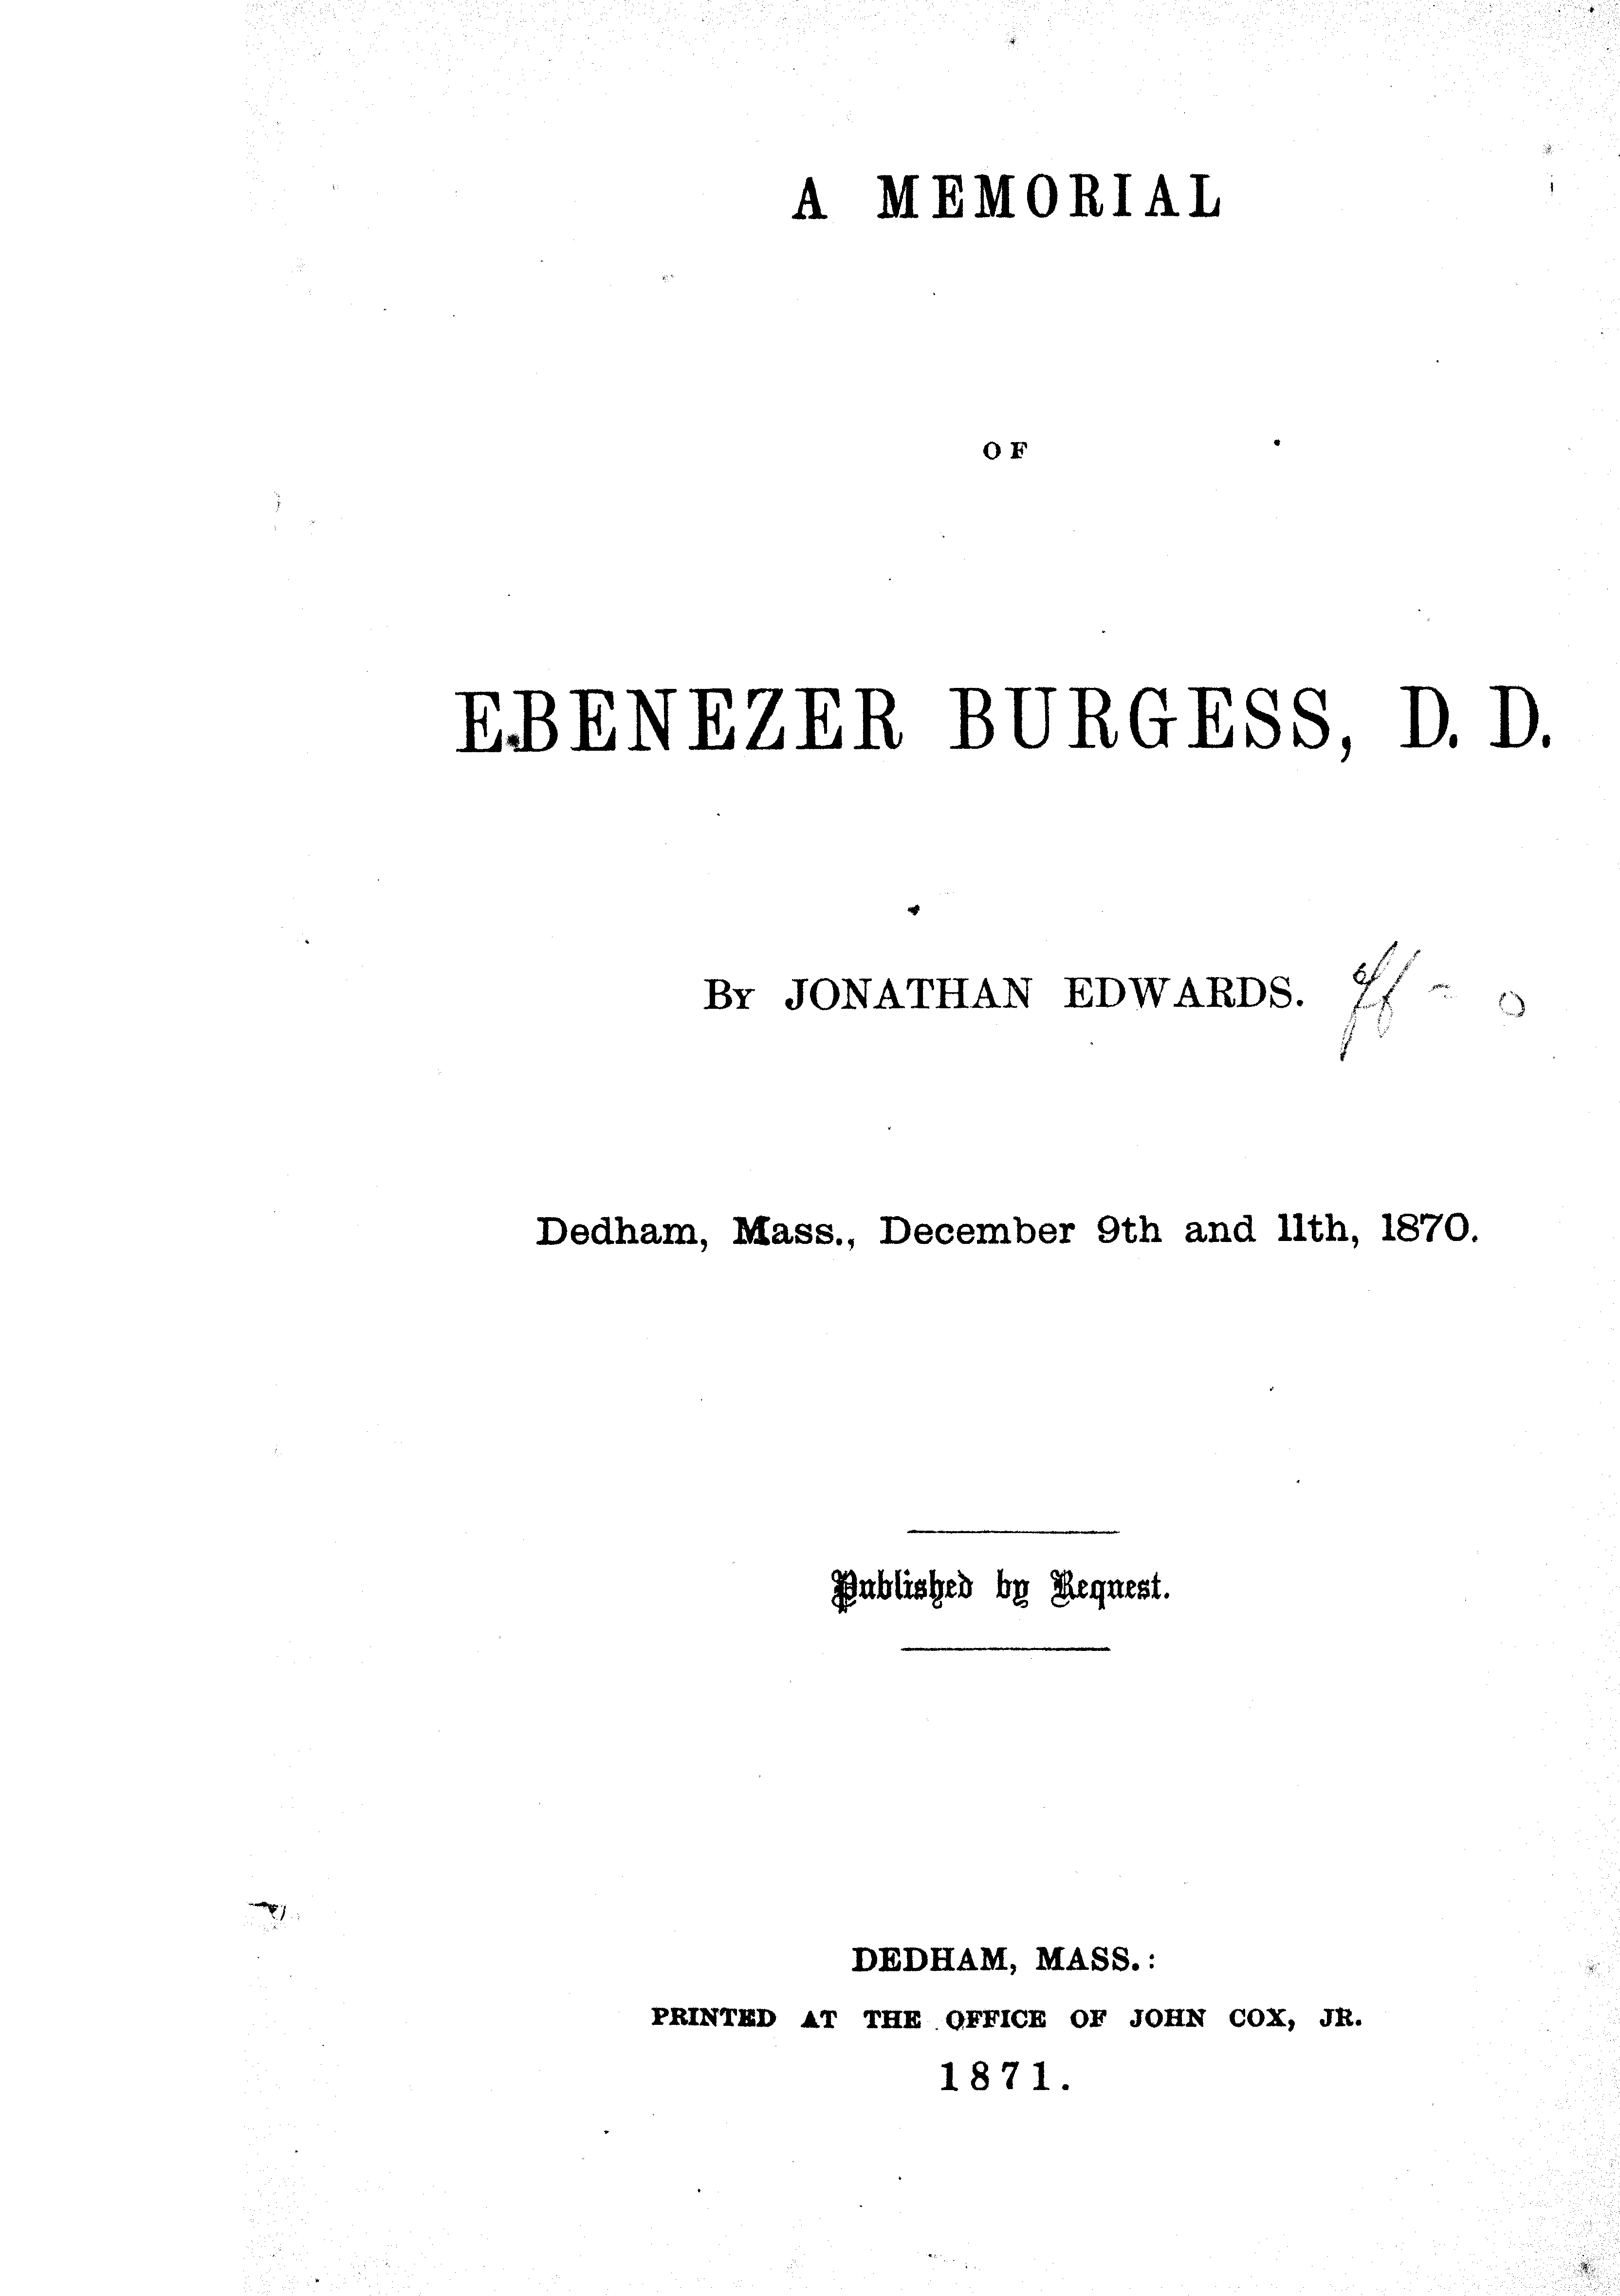 A MEMORIAL
OF
EBENEZER BURGESS, D. D.
BY JONATHAN EDWARDS.
Dedham, Mass., December 9th and 11th, 1870.
Published by Request.
DEDHAM, MASS.:
PRINTED AT THE OFFICE OF JOHN COX, JR.
1871.